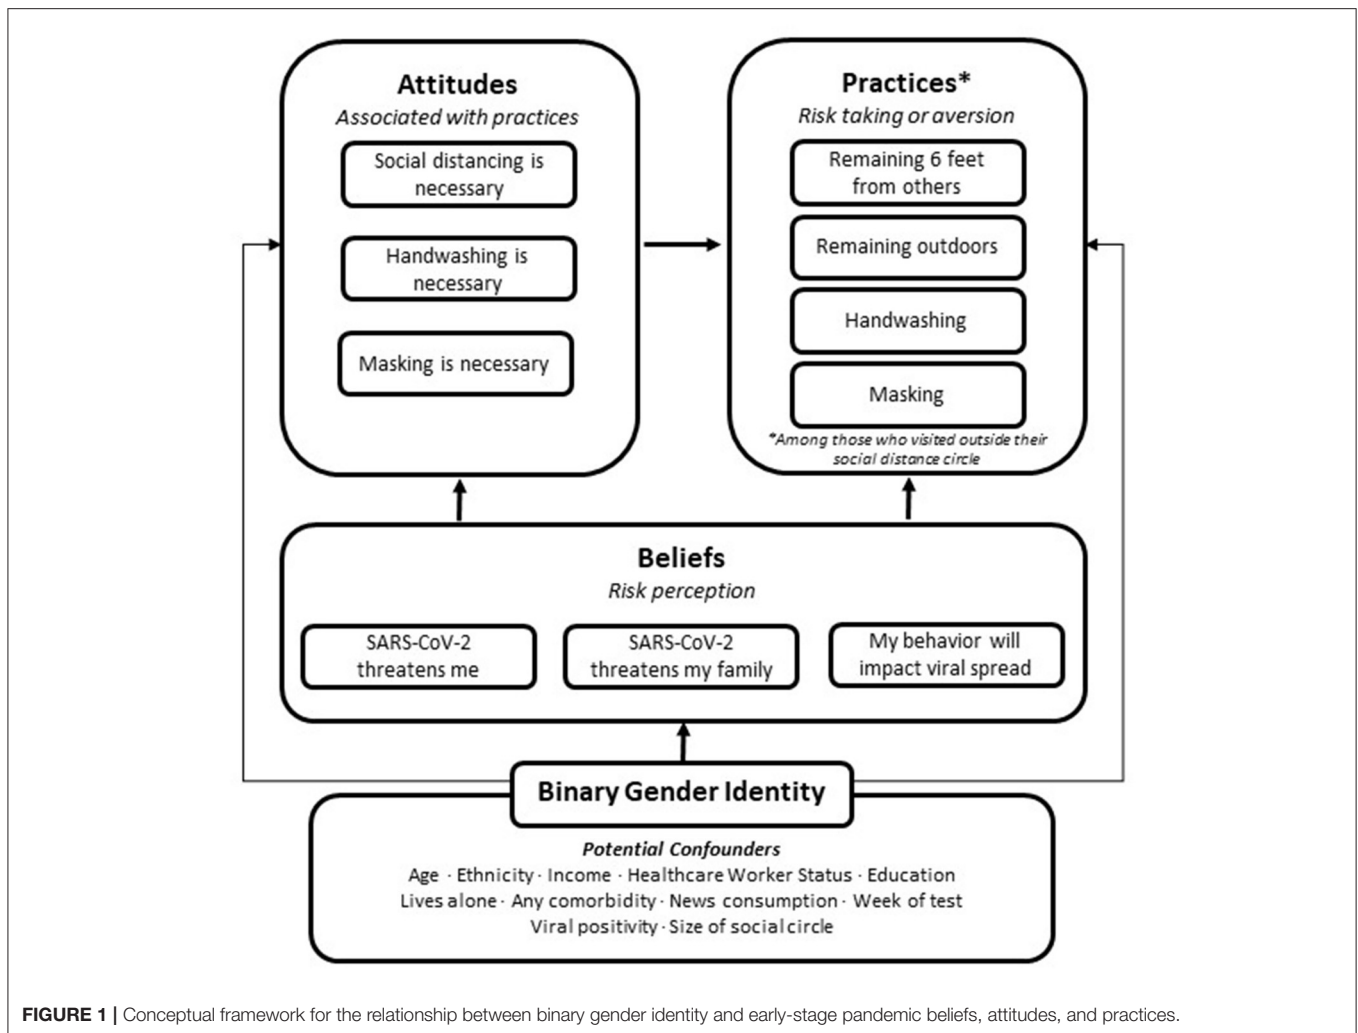 Attitudes
Associated with practices
Social distancing is
necessary
Handwashing is
necessary
Masking is necessary
Practices*
Risk taking or aversion
Remaining 6 feet
from others
Remaining outdoors
Handwashing
Masking
*Among those who visited outside their
social distance circle
Beliefs
Risk perception
SARS-CoV-2
threatens me
SARS-CoV-2
threatens my family
My behavior will
impact viral spread
Binary Gender Identity
Potential Confounders
Age · Ethnicity · Income · Healthcare Worker Status · Education
Lives alone · Any comorbidity · News consumption · Week of test
Viral positivity · Size of social circle
FIGURE 1 | Conceptual framework for the relationship between binary gender identity and early-stage pandemic beliefs, attitudes, and practices.